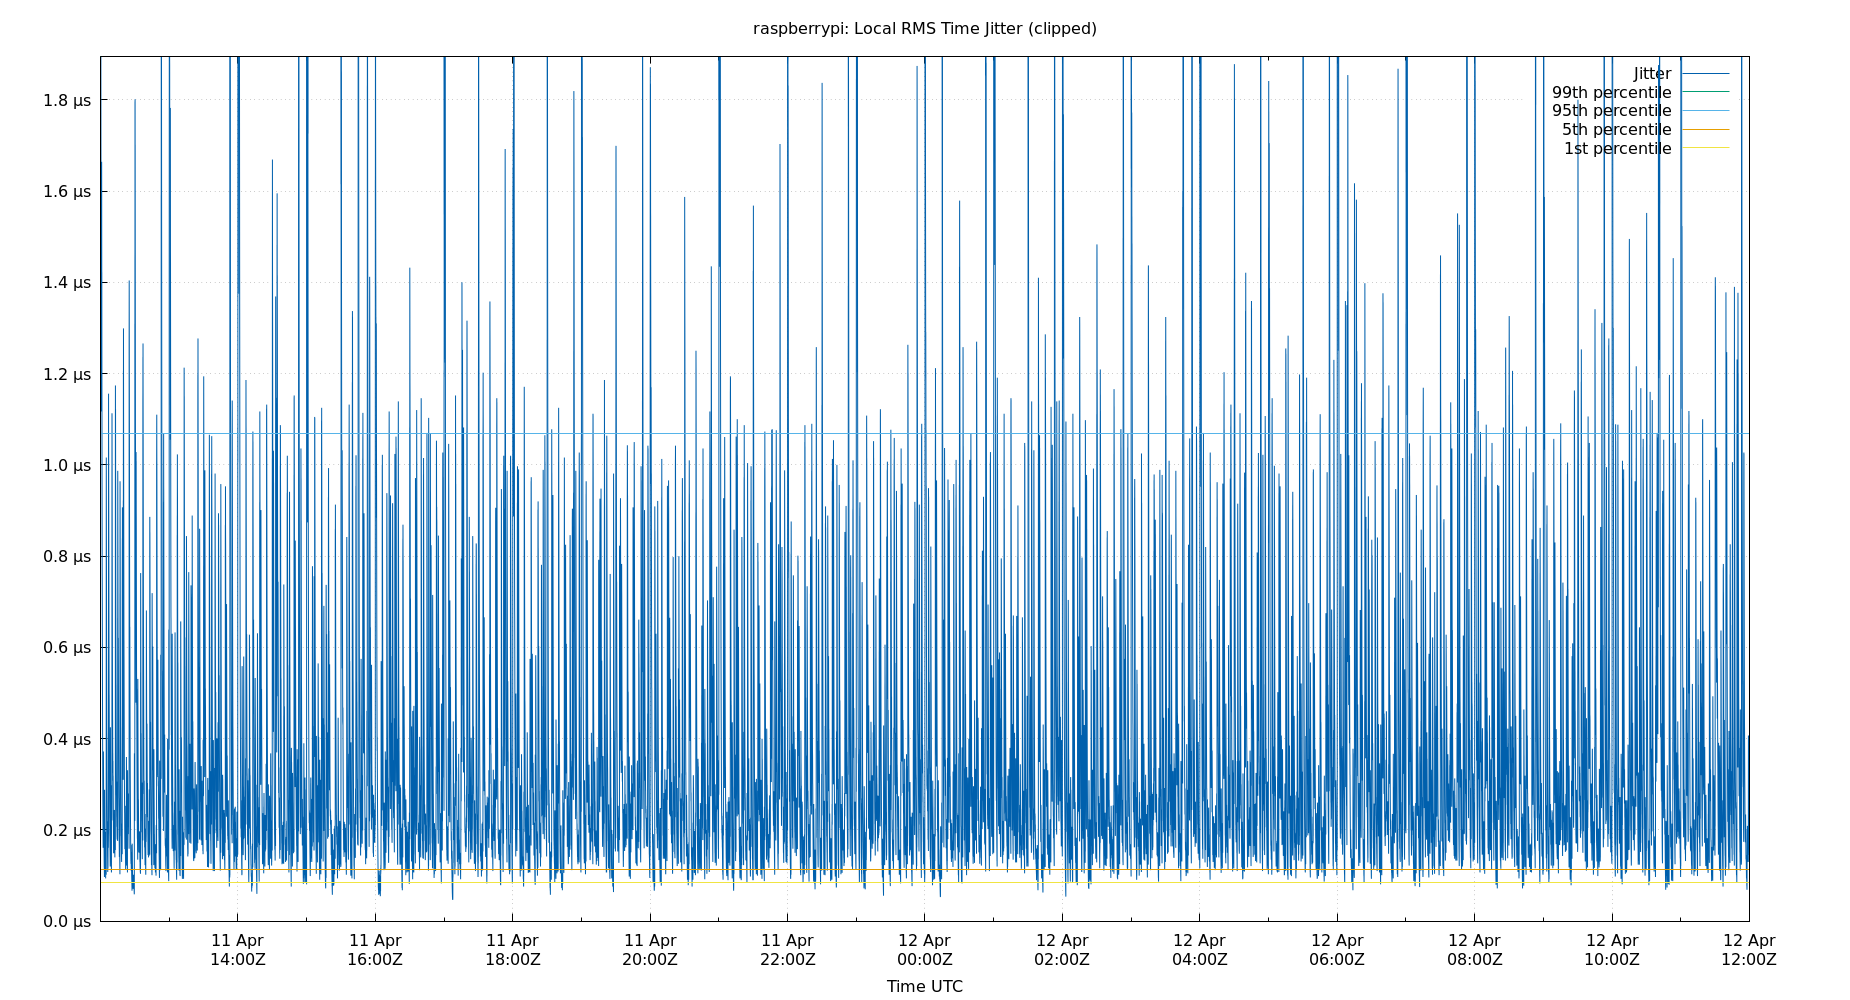 raspberrypi: Local RMS Time Jitter (clipped)
Jitter
99th percentile
95th percentile
5th percentile
1st percentile
1.8 µs
1.6 µs
1.4 µs
1.2 µs
1.0 µs
0.8 µs
0.6 µs
0.4 µs
0.2 µs
0.0 µs
11 Apr 11 Apr 11 Apr 11 Apr 11 Apr 12 Apr 12 Apr 12 Apr 12 Apr 12 Apr 12 Apr 12 Apr
14:00Z 16:00Z 18:00Z 20:00Z 22:00Z 00:00Z 02:00Z 04:00Z 06:00Z 08:00Z 10:00Z 12:00Z
Time UTC